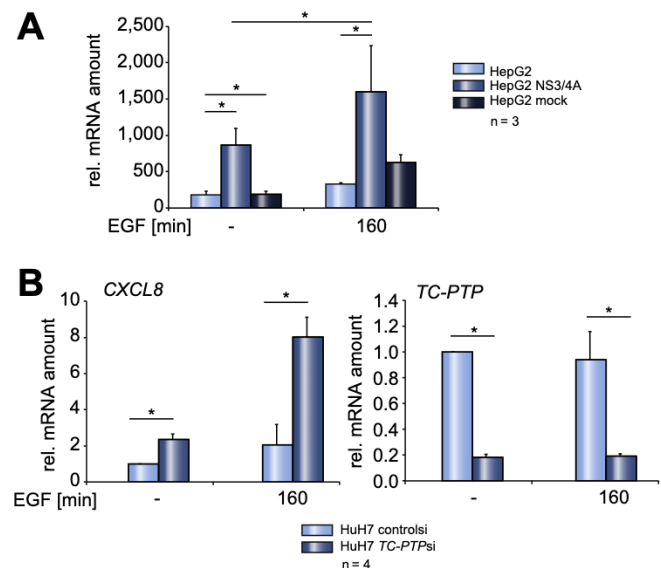 A
rel. mRNA amount
2,500
2,000
1,500
1,000
500
0
*
*
*
*
EGF [min]
-
160
HepG2
HepG2 NS3/4A
HepG2 mock
n = 3
B
CXCL8
rel. mRNA amount
10
8
6
4
2
0
*
*
EGF [min]
-
160
TC-PTP
rel. mRNA amount
1.4
1.2
1.0
0.8
0.6
0.4
0.2
0.0
*
*
-
160
HuH7 controlsi
HuH7 TC-PTPsi
n = 4